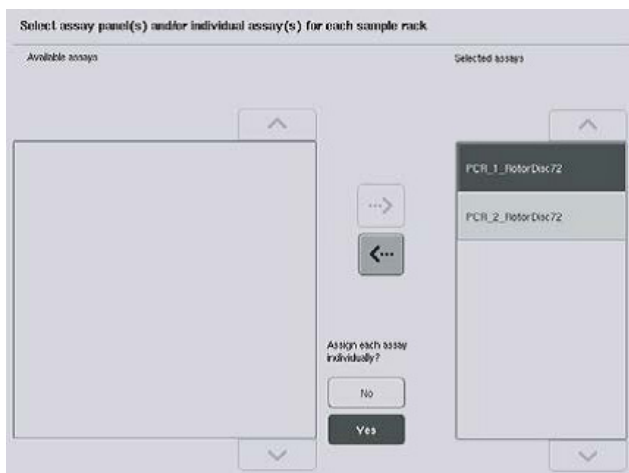 Select assay panel(s) and/or individual assay(s) for each sample rack
Available assays
Selected assays
PCR_1_RotorDisc72
PCR_2_RotorDisc72
Assign each assay
individually?
No
Yes